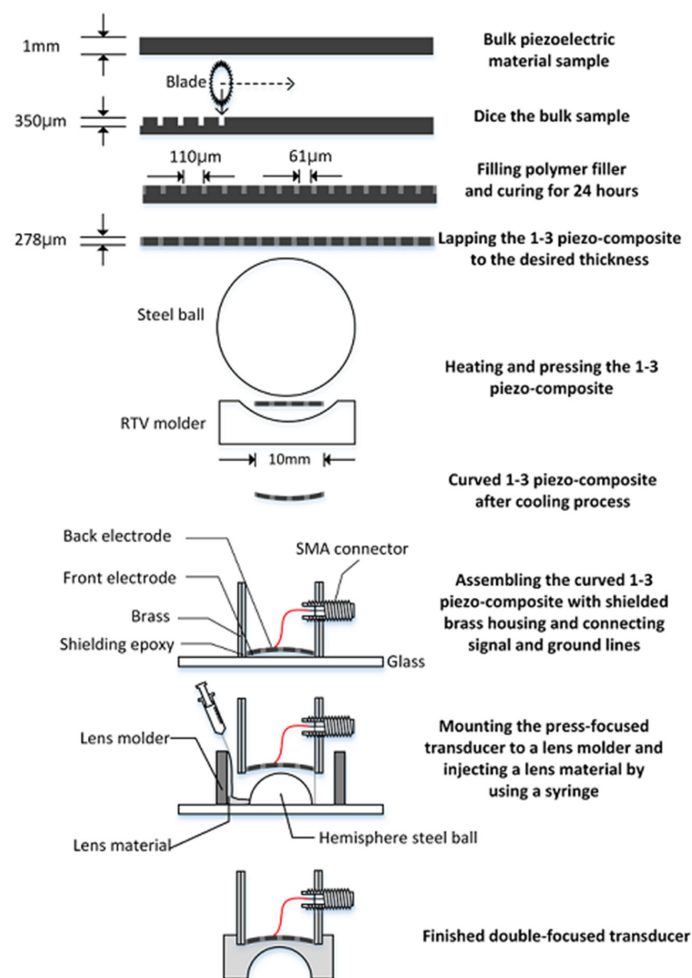 1mm
Bulk piezoelectric
material sample
Blade
350µm
Dice the bulk sample
110µm
61µm
Filling polymer filler
and curing for 24 hours
278µm
Lapping the 1-3 piezo-composite
to the desired thickness
Steel ball
Heating and pressing the 1-3
piezo-composite
RTV molder
10mm
Curved 1-3 piezo-composite
after cooling process
Back electrode
SMA connector
Front electrode
Brass
Shielding epoxy
Glass
Assembling the curved 1-3
piezo-composite with shielded
brass housing and connecting
signal and ground lines
Lens molder
Mounting the press-focused
transducer to a lens molder and
injecting a lens material by
using a syringe
Hemisphere steel ball
Lens material
Finished double-focused transducer